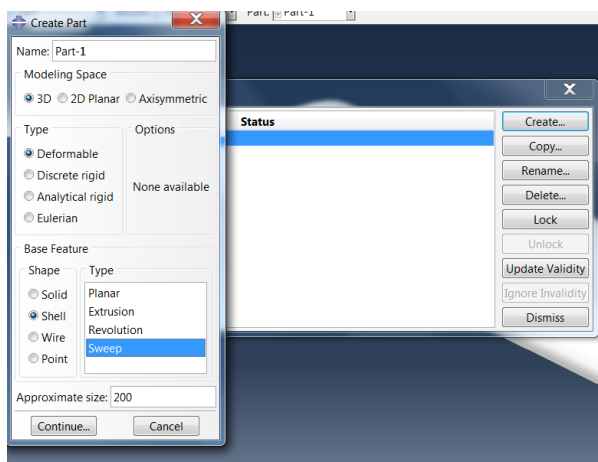 Part: Part-1
Create Part
X
Name: Part-1
Modeling Space
3D 2D Planar Axisymmetric
Type
Deformable
Discrete rigid
Analytical rigid
Eulerian
Options
None available
Base Feature
Shape
Solid
Shell
Wire
Point
Type
Planar
Extrusion
Revolution
Sweep
Approximate size: 200
Continue...
Cancel
X
Status
Create...
Copy...
Rename...
Delete...
Lock
Unlock
Update Validity
Ignore Invalidity
Dismiss